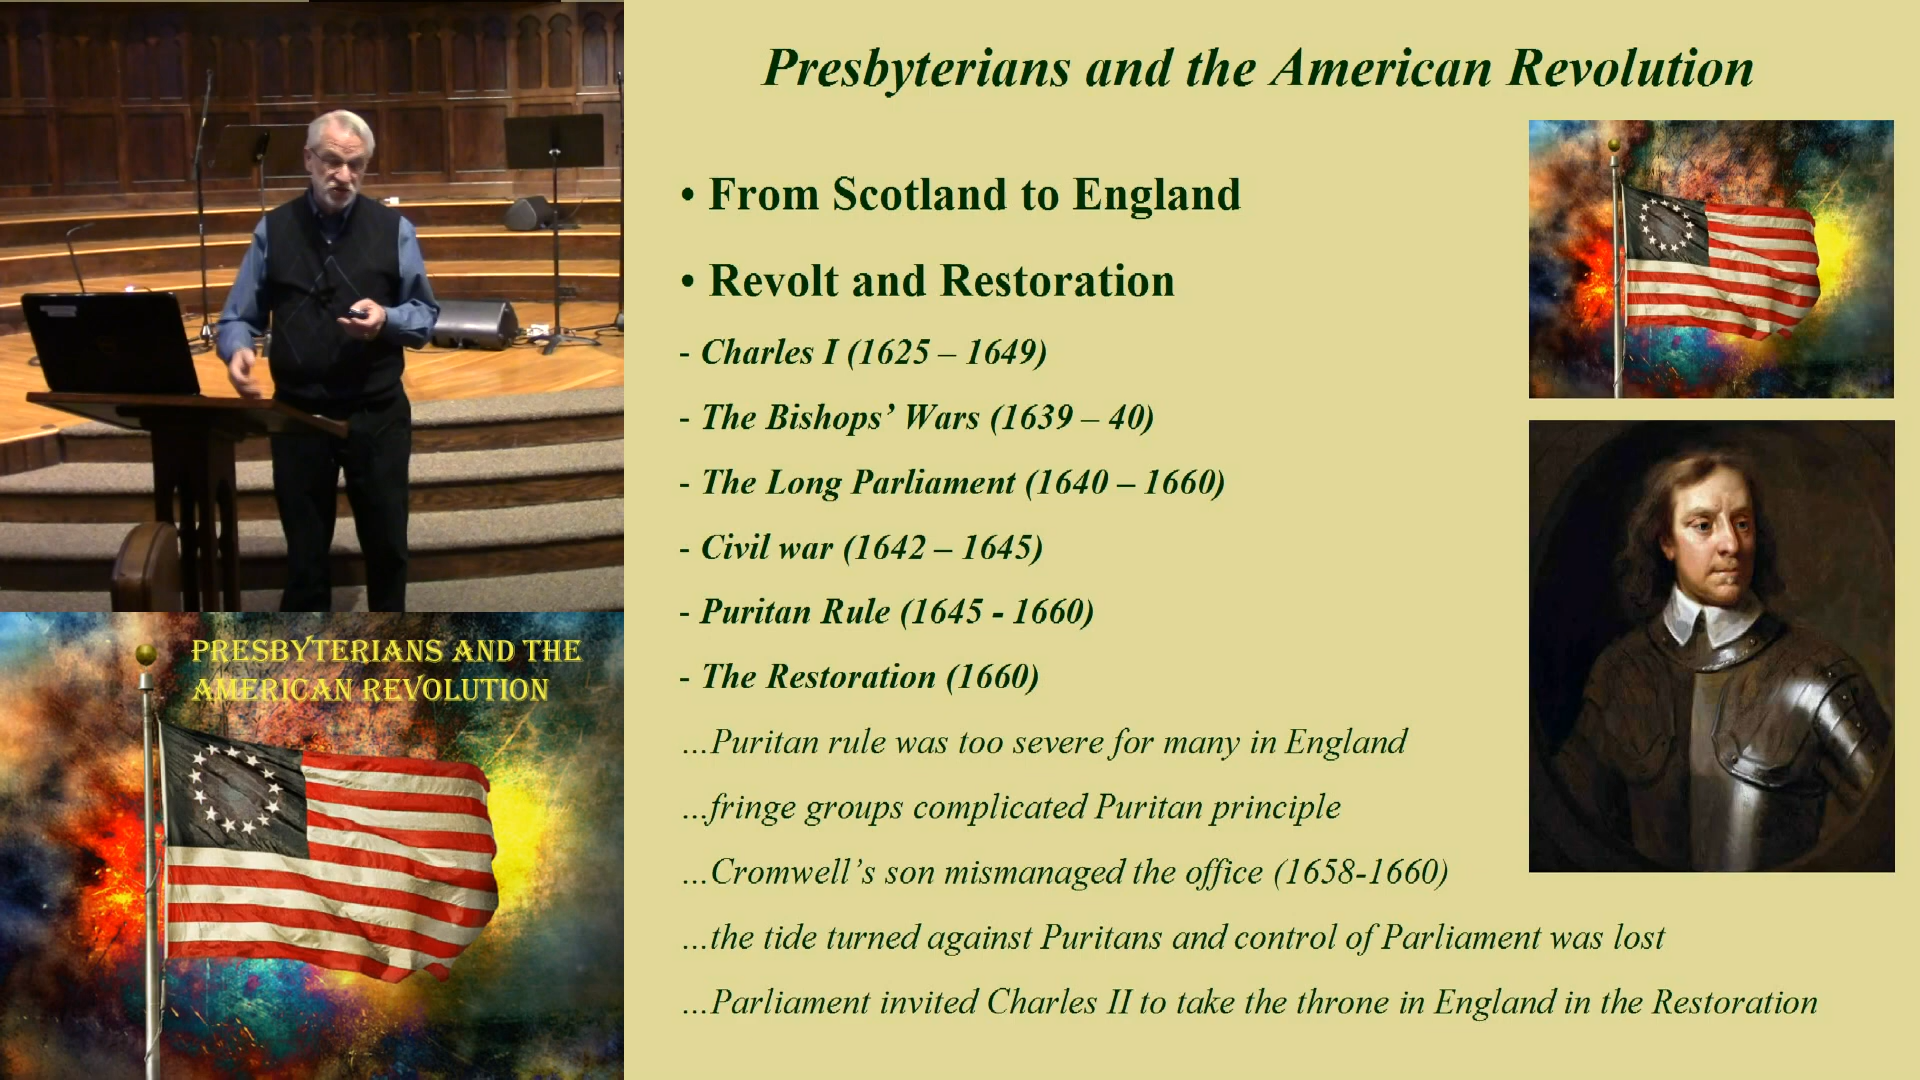 Presbyterians and the American Revolution
• From Scotland to England
• Revolt and Restoration
- Charles I (1625 – 1649)
- The Bishops’ Wars (1639 – 40)
- The Long Parliament (1640 – 1660)
- Civil war (1642 – 1645)
- Puritan Rule (1645 - 1660)
- The Restoration (1660)
…Puritan rule was too severe for many in England
…fringe groups complicated Puritan principle
…Cromwell’s son mismanaged the office (1658-1660)
…the tide turned against Puritans and control of Parliament was lost
…Parliament invited Charles II to take the throne in England in the Restoration
PRESBYTERIANS AND THE
AMERICAN REVOLUTION